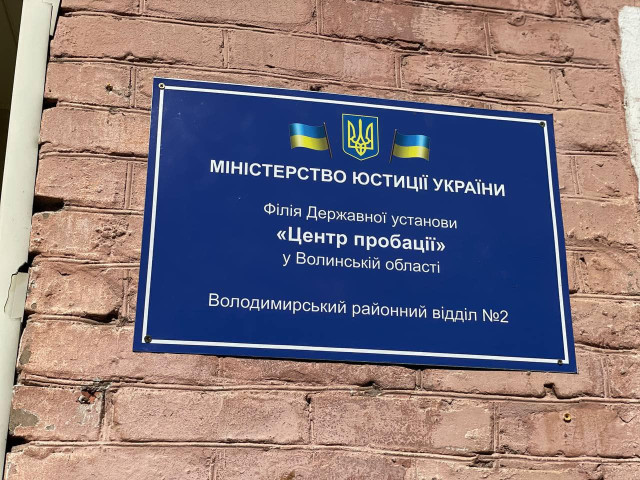 МІНІСТЕРСТВО ЮСТИЦІЇ УКРАЇНИ
Філія Державної установи
«Центр пробації»
у Волинській області
Володимирський районний відділ №2